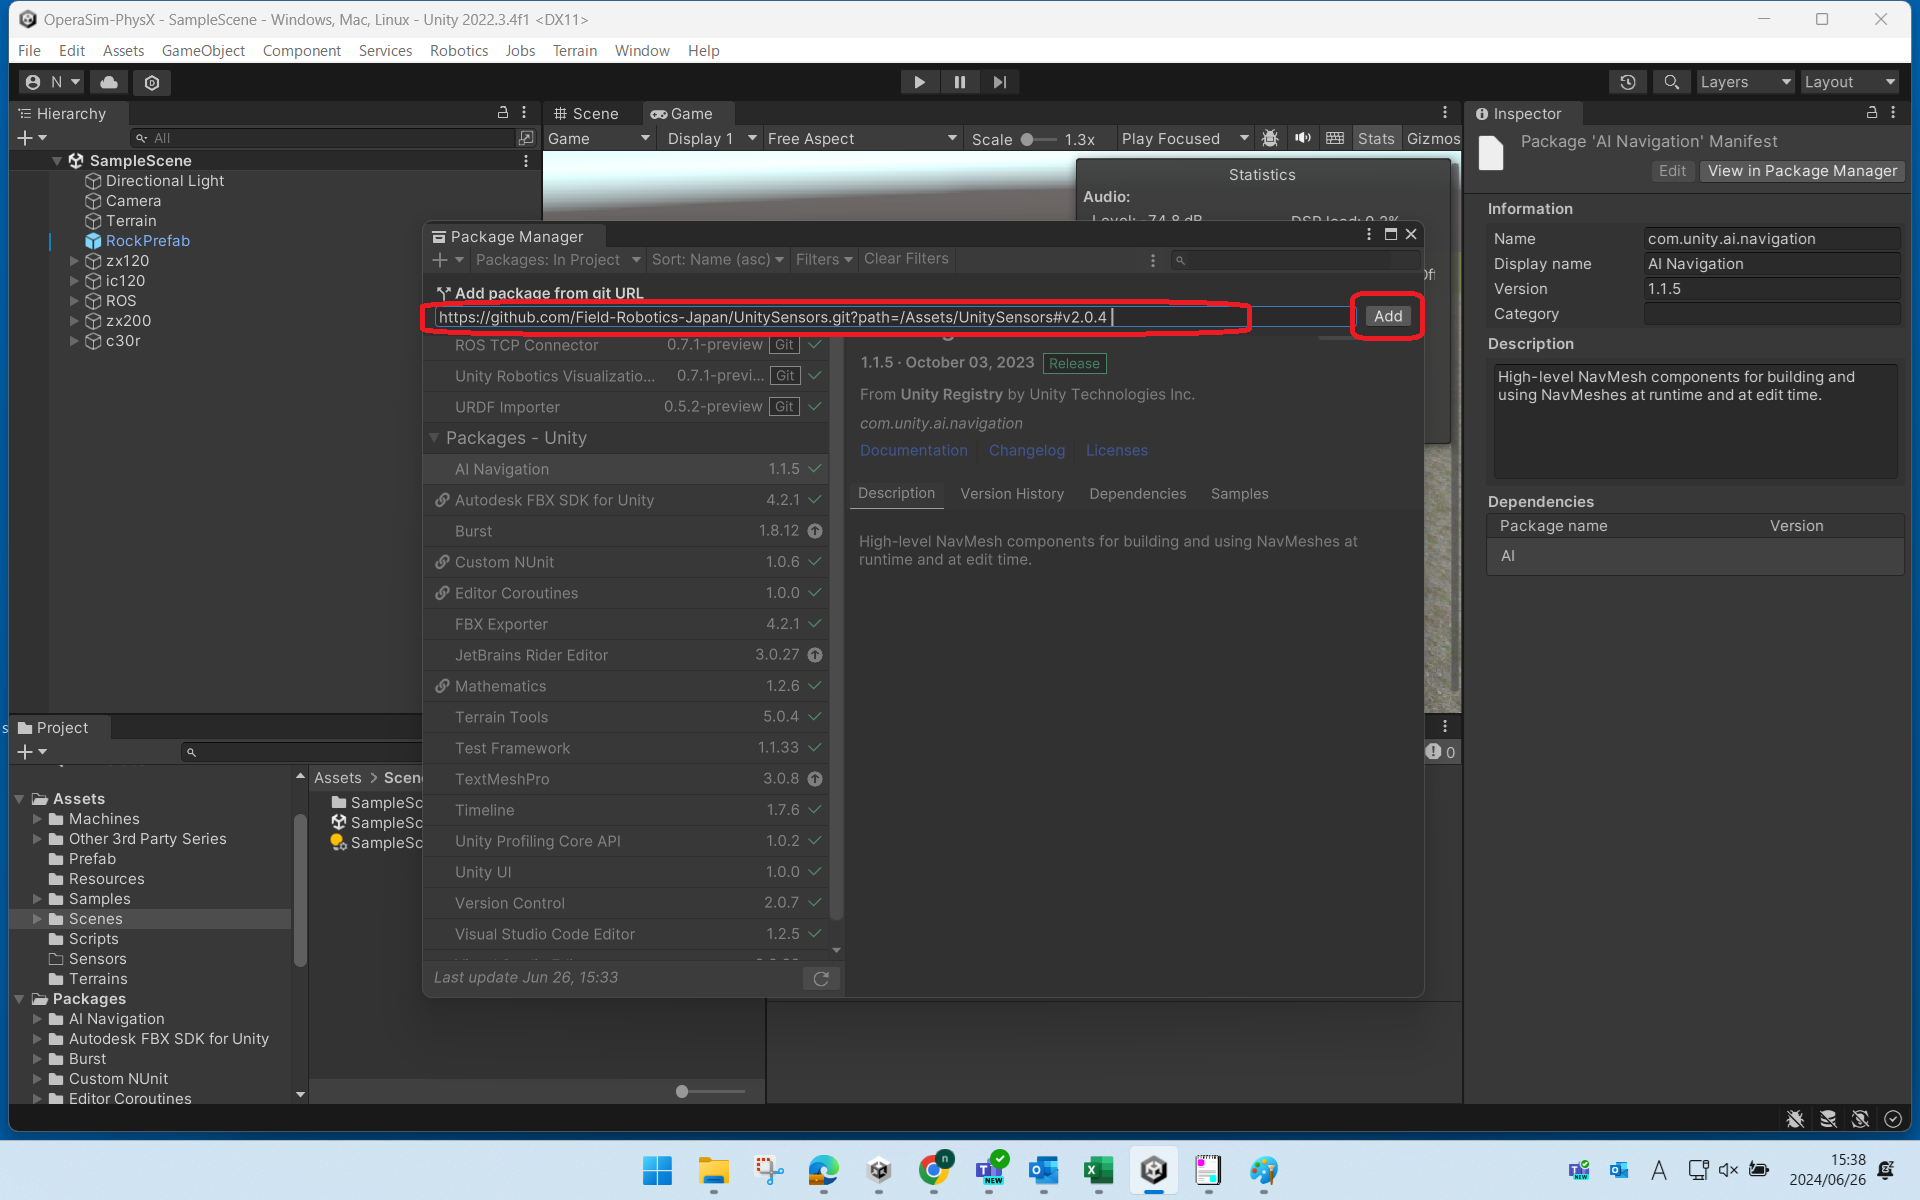 OperaSim-PhysX - SampleScene - Windows, Mac, Linux - Unity 2022.3.4f1 <DX11>
File Edit Assets GameObject Component Services Robotics Jobs Terrain Window Help
N
Layers
Layout
Hierarchy
All
SampleScene
Directional Light
Camera
Terrain
RockPrefab
zx120
ic120
ROS
zx200
c30r
Scene
Game
Game
Display 1
Free Aspect
Scale
1.3x
Play Focused
Stats
Gizmos
Statistics
Audio:
Level: -74.8 dB
DSP load: 0.2%
Package Manager
Packages: In Project
Sort: Name (asc)
Filters
Clear Filters
Add package from git URL
https://github.com/Field-Robotics-Japan/UnitySensors.git?path=/Assets/UnitySensors#v2.0.4
Add
ROS TCP Connector 0.7.1-preview Git
Unity Robotics Visualizatio... 0.7.1-previ... Git
URDF Importer 0.5.2-preview Git
Packages - Unity
AI Navigation 1.1.5
Autodesk FBX SDK for Unity 4.2.1
Burst 1.8.12
Custom NUnit 1.0.6
Editor Coroutines 1.0.0
FBX Exporter 4.2.1
JetBrains Rider Editor 3.0.27
Mathematics 1.2.6
Terrain Tools 5.0.4
Test Framework 1.1.33
TextMeshPro 3.0.8
Timeline 1.7.6
Unity Profiling Core API 1.0.2
Unity UI 1.0.0
Version Control 2.0.7
Visual Studio Code Editor 1.2.5
Last update Jun 26, 15:33
1.1.5 · October 03, 2023 Release
From Unity Registry by Unity Technologies Inc.
com.unity.ai.navigation
Documentation Changelog Licenses
Description Version History Dependencies Samples
High-level NavMesh components for building and using NavMeshes at
runtime and at edit time.
Inspector
Package 'AI Navigation' Manifest
Edit
View in Package Manager
Information
Name com.unity.ai.navigation
Display name AI Navigation
Version 1.1.5
Category
Description
High-level NavMesh components for building and
using NavMeshes at runtime and at edit time.
Dependencies
Package name Version
AI
Project
Assets
Machines
Other 3rd Party Series
Prefab
Resources
Samples
Scenes
Scripts
Sensors
Terrains
Packages
AI Navigation
Autodesk FBX SDK for Unity
Burst
Custom NUnit
Editor Coroutines
Assets > Scen
SampleSc
SampleSc
SampleSc
0
n
NEW
NEW
A
15:38
2024/06/26